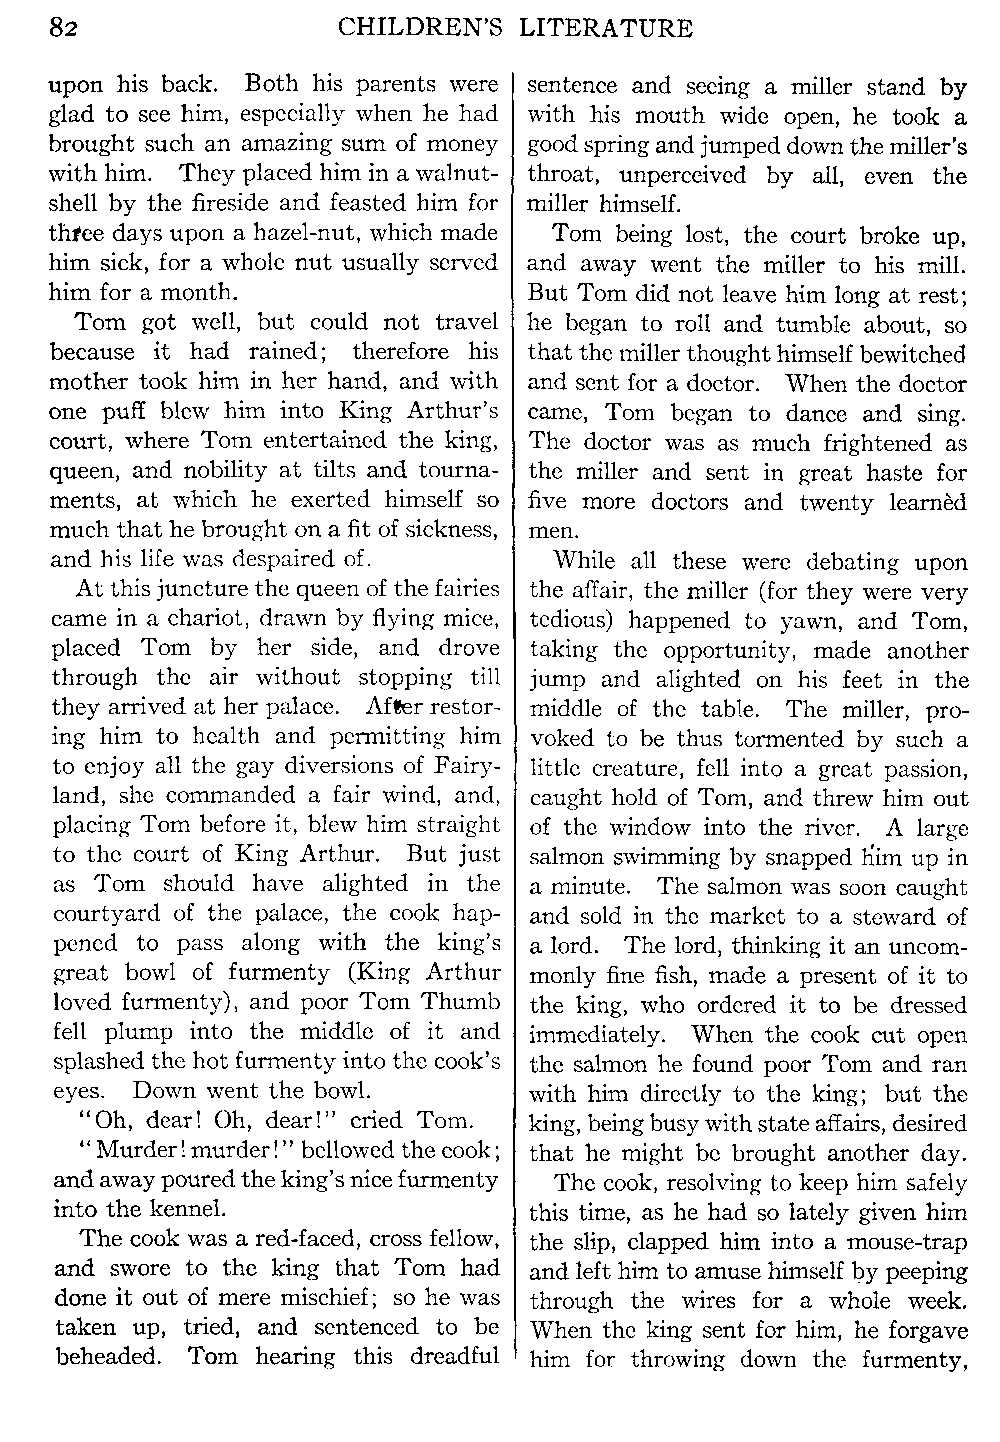 82 CHILDREN'S LITERATURE
upon his back. Both his parents were
glad to see him, especially when he had
brought such an amazing sum of money
with him. They placed him in a walnut-
shell by the fireside and feasted him for
three days upon a hazel-nut, which made
him sick, for a whole nut usually served
him for a month.
Tom got well, but could not travel
because it had rained; therefore his
mother took him in her hand, and with
one puff blew him into King Arthur's
court, where Tom entertained the king,
queen, and nobility at tilts and tourna-
ments, at which he exerted himself so
much that he brought on a fit of sickness,
and his life was despaired of.
At this juncture the queen of the fairies
came in a chariot, drawn by flying mice,
placed Tom by her side, and drove
through the air without stopping till
they arrived at her palace. After restor-
ing him to health and permitting him
to enjoy all the gay diversions of Fairy-
land, she commanded a fair wind, and,
placing Tom before it, blew him straight
to the court of King Arthur. But just
as Tom should have alighted in the
courtyard of the palace, the cook hap-
pened to pass along with the king's
great bowl of furmenty (King Arthur
loved furmenty), and poor Tom Thumb
fell plump into the middle of it and
splashed the hot furmenty into the cook's
eyes. Down went the bowl.
"Oh, dear! Oh, dear!" cried Tom.
"Murder! murder!" bellowed the cook;
and away poured the king's nice furmenty
into the kennel.
The cook was a red-faced, cross fellow,
and swore to the king that Tom had
done it out of mere mischief; so he was
taken up, tried, and sentenced to be
beheaded. Tom hearing this dreadful
sentence and seeing a miller stand by
with his mouth wide open, he took a
good spring and jumped down the miller's
throat, unperceived by all, even the
miller himself.
Tom being lost, the court broke up,
and away went the miller to his mill.
But Tom did not leave him long at rest;
he began to roll and tumble about, so
that the miller thought himself bewitched
and sent for a doctor. When the doctor
came, Tom began to dance and sing.
The doctor was as much frightened as
the miller and sent in great haste for
five more doctors and twenty learnèd
men.
While all these were debating upon
the affair, the miller (for they were very
tedious) happened to yawn, and Tom,
taking the opportunity, made another
jump and alighted on his feet in the
middle of the table. The miller, pro-
voked to be thus tormented by such a
little creature, fell into a great passion,
caught hold of Tom, and threw him out
of the window into the river. A large
salmon swimming by snapped him up in
a minute. The salmon was soon caught
and sold in the market to a steward of
a lord. The lord, thinking it an uncom-
monly fine fish, made a present of it to
the king, who ordered it to be dressed
immediately. When the cook cut open
the salmon he found poor Tom and ran
with him directly to the king; but the
king, being busy with state affairs, desired
that he might be brought another day.
The cook, resolving to keep him safely
this time, as he had so lately given him
the slip, clapped him into a mouse-trap
and left him to amuse himself by peeping
through the wires for a whole week.
When the king sent for him, he forgave
him for throwing down the furmenty,